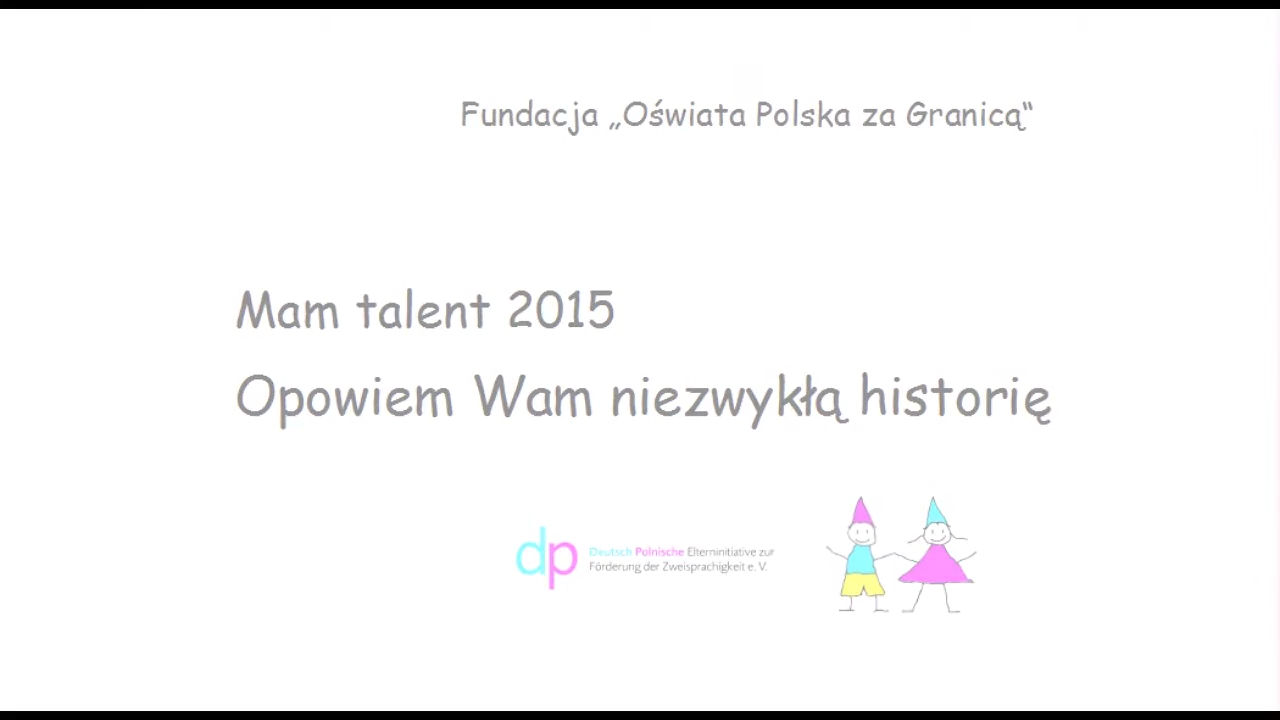 Fundacja „Oświata Polska za Granicą“
Mam talent 2015
Opowiem Wam niezwykłą historię
dp
Deutsch Polnische Elterninitiative zur
Förderung der Zweisprachigkeit e. V.